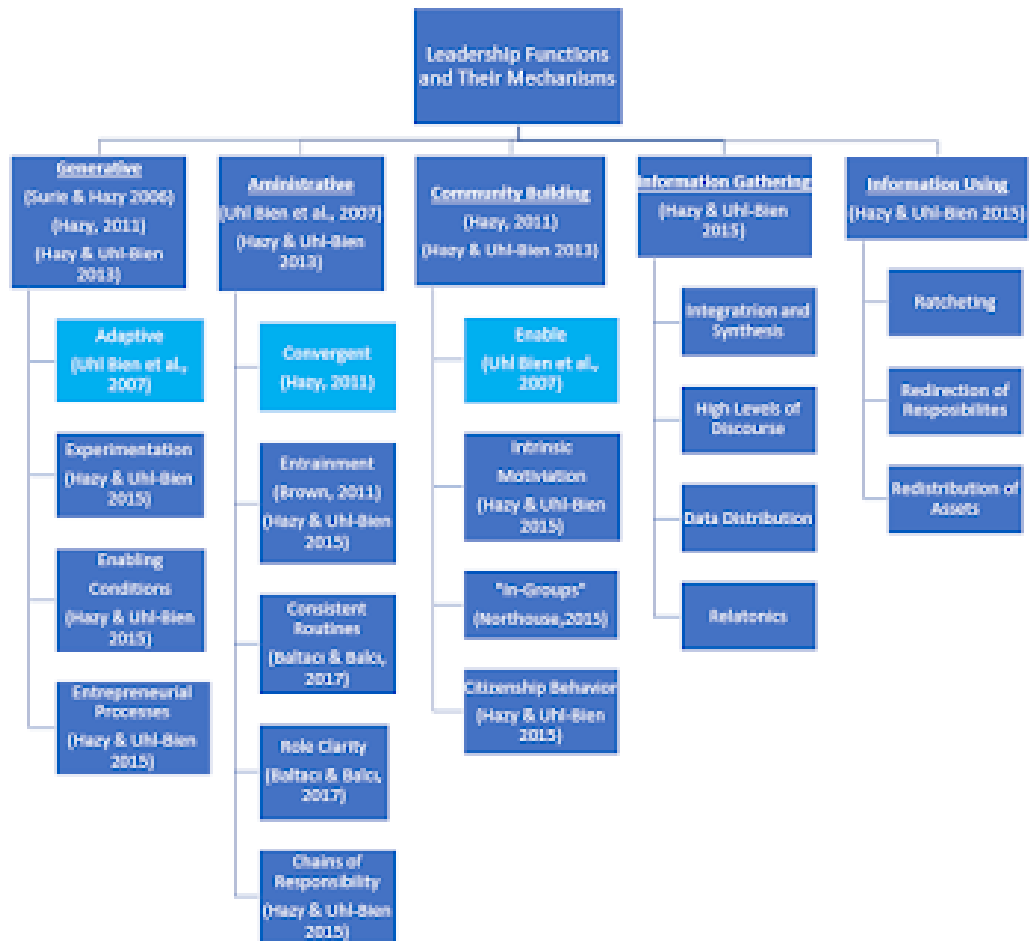 Leadership Functions
and Their Mechanisms
Generative
(Surie & Hazy 2006)
(Hazy, 2011)
(Hazy & Uhl-Bien
2013)
Adaptive
(Uhl Bien et al.,
2007)
Experimentation
(Hazy & Uhl-Bien
2015)
Enabling
Conditions
(Hazy & Uhl-Bien
2015)
Entrepreneurial
Processes
(Hazy & Uhl-Bien
2015)
Aministrative
(Uhl Bien et al., 2007)
(Hazy & Uhl-Bien
2013)
Convergent
(Hazy, 2011)
Entrainment
(Brown, 2011)
(Hazy & Uhl-Bien
2015)
Consistent
Routines
(Baltacı & Balcı,
2017)
Role Clarity
(Baltacı & Balcı,
2017)
Chains of
Responsibility
(Hazy & Uhl-Bien
2015)
Community Building
(Hazy, 2011)
(Hazy & Uhl-Bien 2013)
Enable
(Uhl Bien et al.,
2007)
Intrinsic
Motiviation
(Hazy & Uhl-Bien
2015)
"In-Groups"
(Northouse,2015)
Citizenship Behavior
(Hazy & Uhl-Bien
2015)
Information Gathering
(Hazy & Uhl-Bien
2015)
Integratrion and
Synthesis
High Levels of
Discourse
Data Distribution
Relatonics
Information Using
(Hazy & Uhl-Bien 2015)
Ratcheting
Redirection of
Resposibilites
Redistribution of
Assets